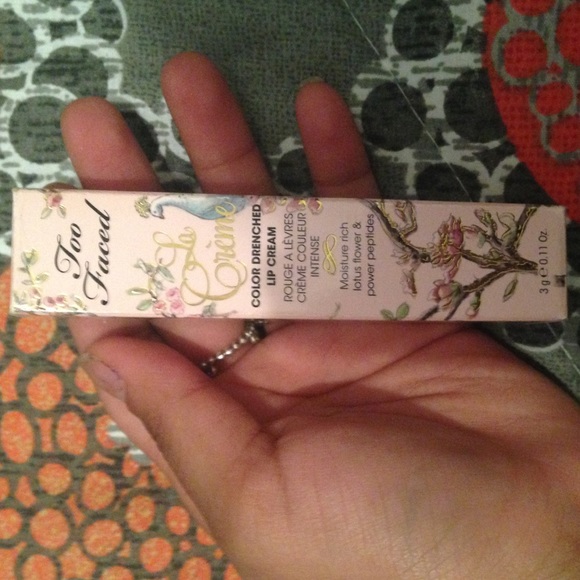 Too
Faced
La
Crème
COLOR DRENCHED
LIP CREAM
ROUGE A LÈVRES,
CRÈME COULEUR
INTENSE
Moisture rich
lotus flower &
power peptides
3 g ℮ 0.11 Oz.